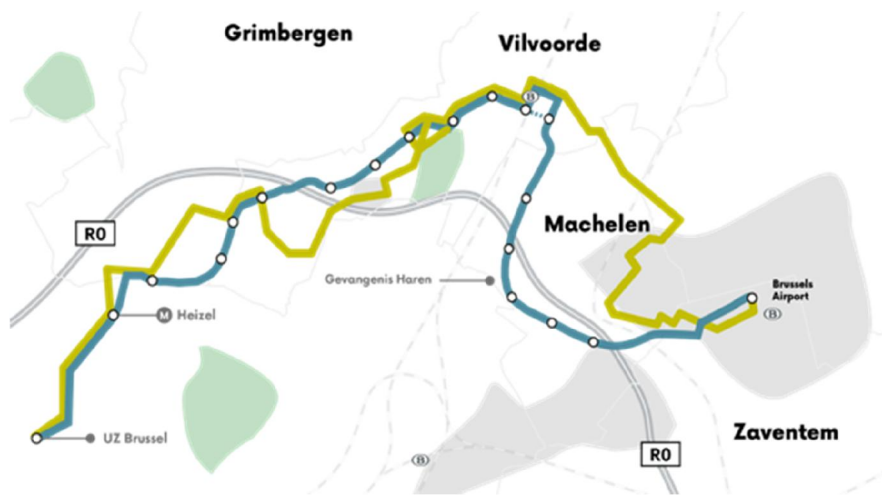 Grimbergen
Vilvoorde
B
R0
Machelen
Gevangenis Haren
Brussels
Airport
B
M Heizel
UZ Brussel
Zaventem
R0
B